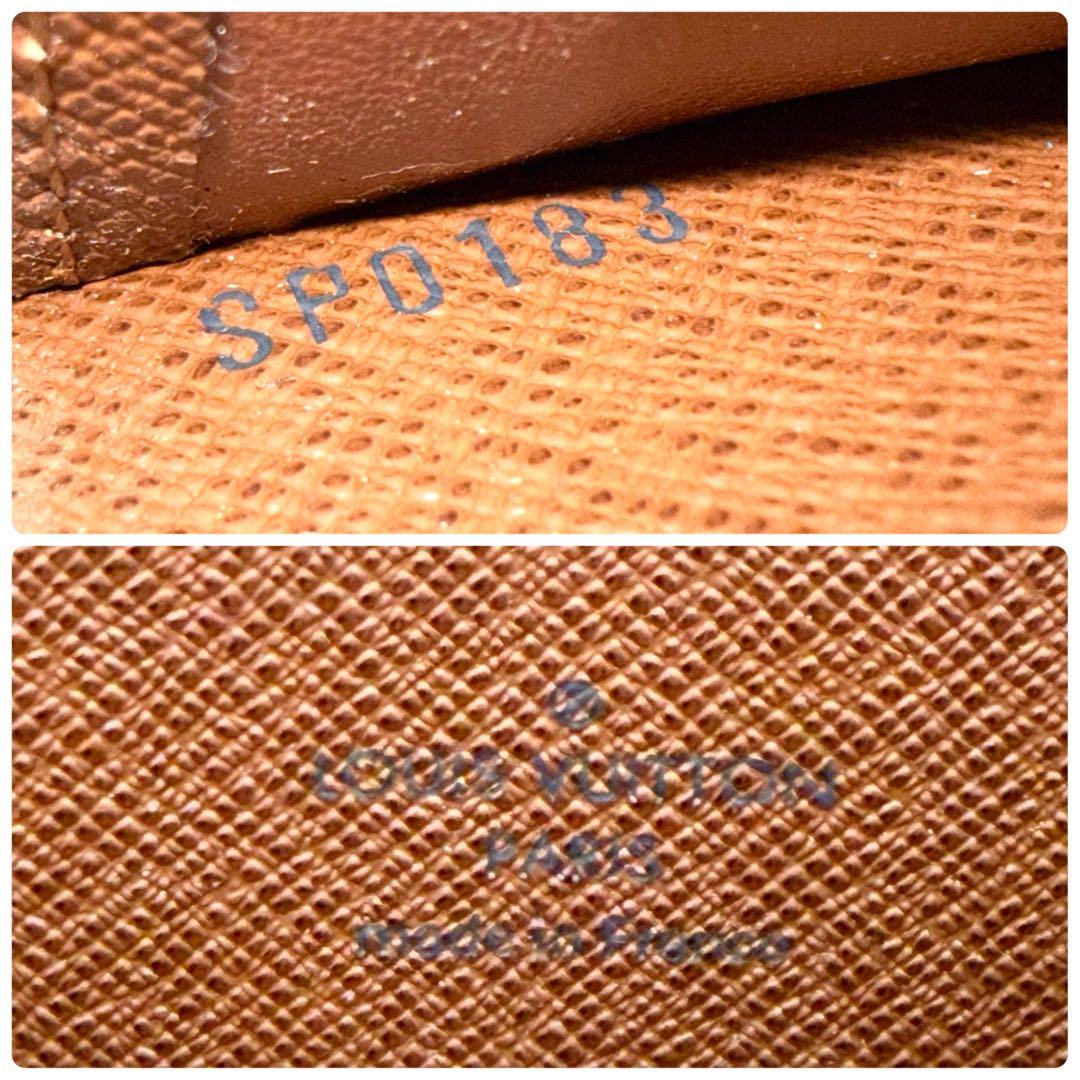 SP0183
LOUIS VUITTON
PARIS
made in France